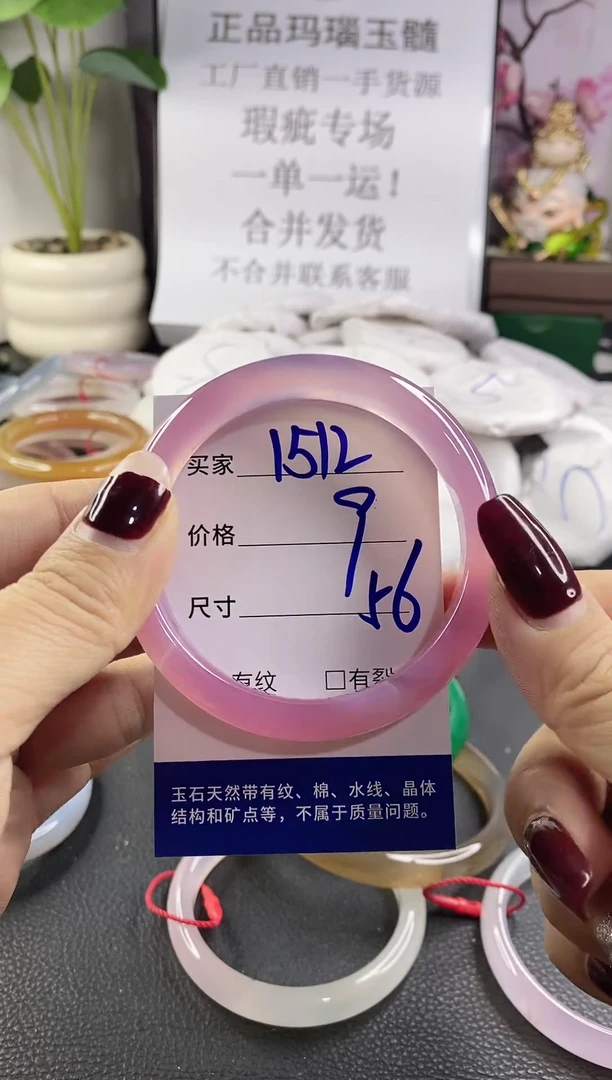 正品玛瑙玉髓
工厂直销一手货源
瑕疵专场
一单一运!
合并发货
不合并联系客服
买家 1512
价格 9
尺寸 56
有纹 □有裂
玉石天然带有纹、棉、水线、晶体
结构和矿点等，不属于质量问题。